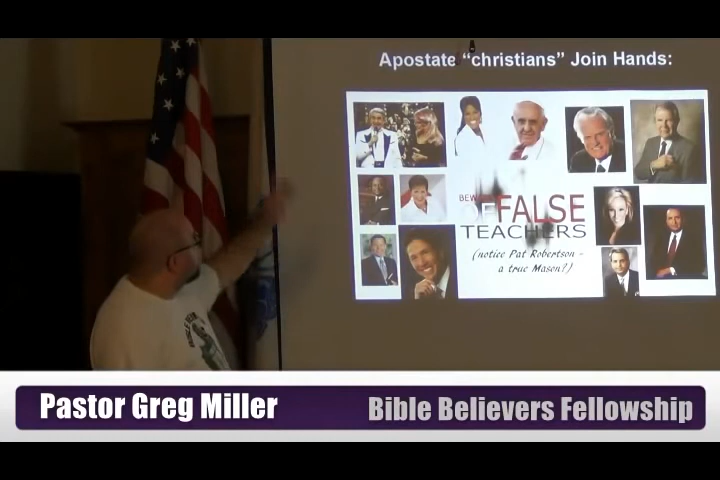 Apostate “christians” Join Hands:
FALSE
TEACHERS
(notice Pat Robertson -
a true Mason?)
Pastor Greg Miller
Bible Believers Fellowship